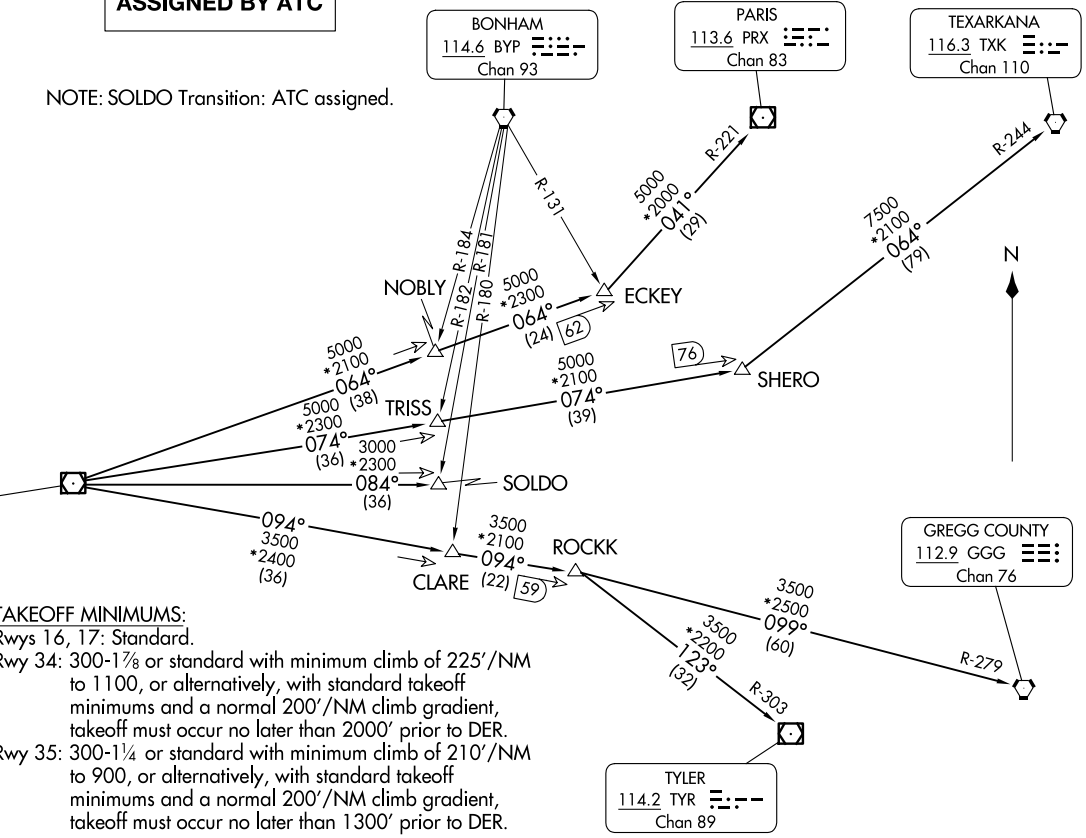 ASSIGNED BY ATC
NOTE: SOLDO Transition: ATC assigned.
BONHAM
114.6 BYP
Chan 93
PARIS
113.6 PRX
Chan 83
TEXARKANA
116.3 TXK
Chan 110
R-221
R-244
R-131
5000
*2000
041°
(29)
7500
*2100
064°
(79)
N
R-184
R-181
R-182
R-180
NOBLY
5000
*2300
064°
(24)
62
ECKEY
5000
*2100
064°
(38)
5000
*2100
074°
(39)
76
SHERO
TRISS
5000
*2300
074°
(36)
3000
*2300
084°
(36)
SOLDO
094°
3500
*2400
(36)
CLARE
3500
*2100
094°
(22)
59
ROCKK
3500
*2500
099°
(60)
R-279
3500
*2200
123°
(32)
R-303
GREGG COUNTY
112.9 GGG
Chan 76
TYLER
114.2 TYR
Chan 89
TAKEOFF MINIMUMS:
Rwys 16, 17: Standard.
Rwy 34: 300-1⅞ or standard with minimum climb of 225'/NM
to 1100, or alternatively, with standard takeoff
minimums and a normal 200'/NM climb gradient,
takeoff must occur no later than 2000' prior to DER.
Rwy 35: 300-1¼ or standard with minimum climb of 210'/NM
to 900, or alternatively, with standard takeoff
minimums and a normal 200'/NM climb gradient,
takeoff must occur no later than 1300' prior to DER.